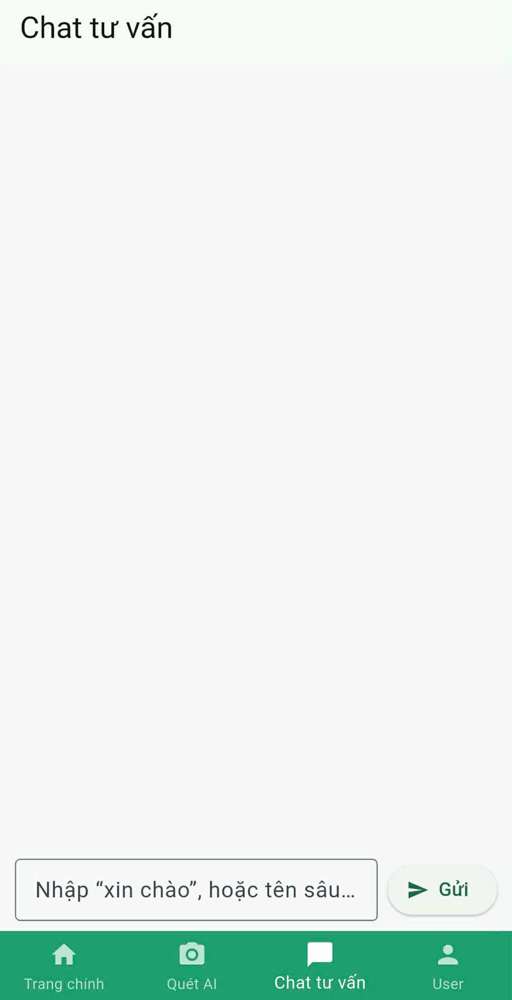 Chat tư vấn
Nhập “xin chào”, hoặc tên sâu...
Gửi
Trang chính
Quét AI
Chat tư vấn
User